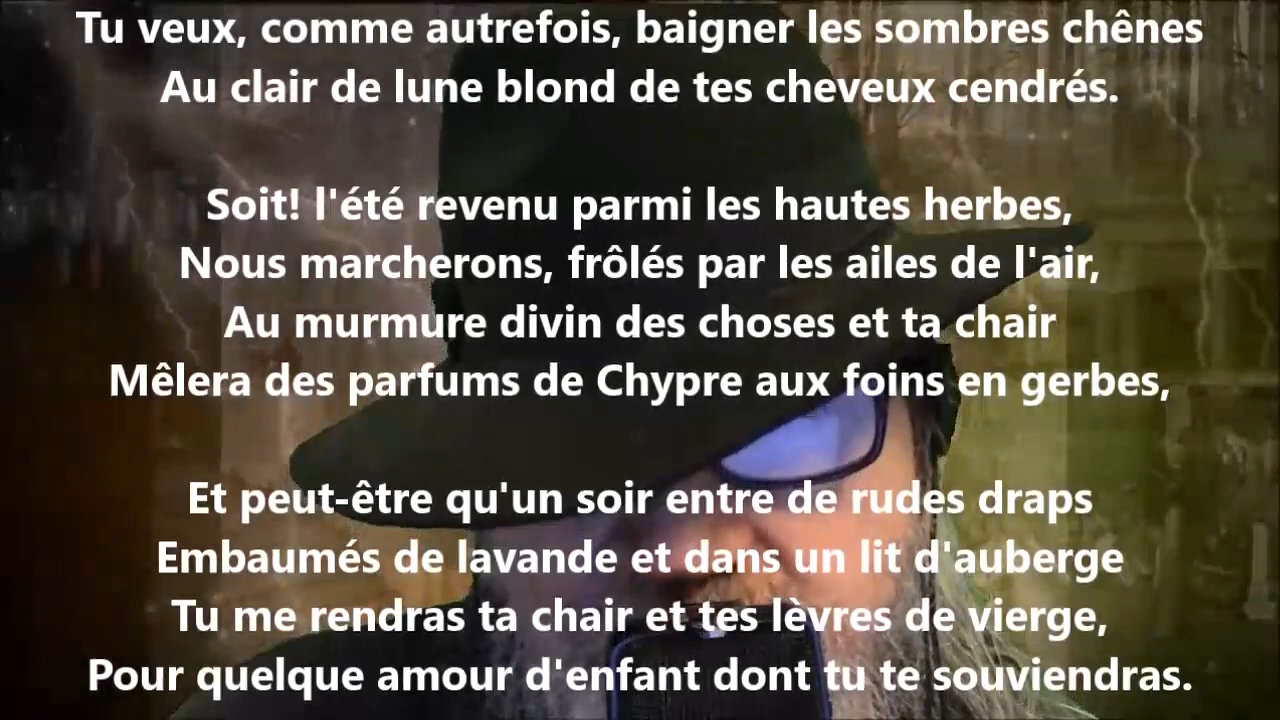 Tu veux, comme autrefois, baigner les sombres chênes
Au clair de lune blond de tes cheveux cendrés.
Soit! l'été revenu parmi les hautes herbes,
Nous marcherons, frôlés par les ailes de l'air,
Au murmure divin des choses et ta chair
Mêlera des parfums de Chypre aux foins en gerbes,
Et peut-être qu'un soir entre de rudes draps
Embaumés de lavande et dans un lit d'auberge
Tu me rendras ta chair et tes lèvres de vierge,
Pour quelque amour d'enfant dont tu te souviendras.